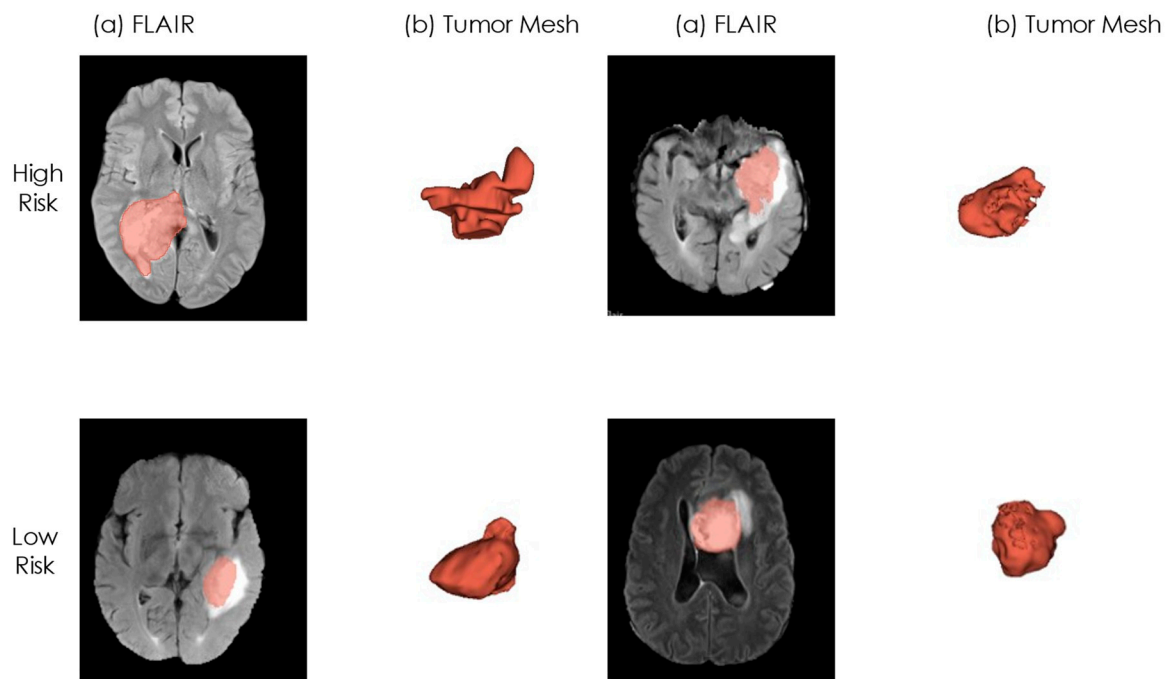 (a) FLAIR (b) Tumor Mesh (a) FLAIR (b) Tumor Mesh
High
Risk
Low
Risk